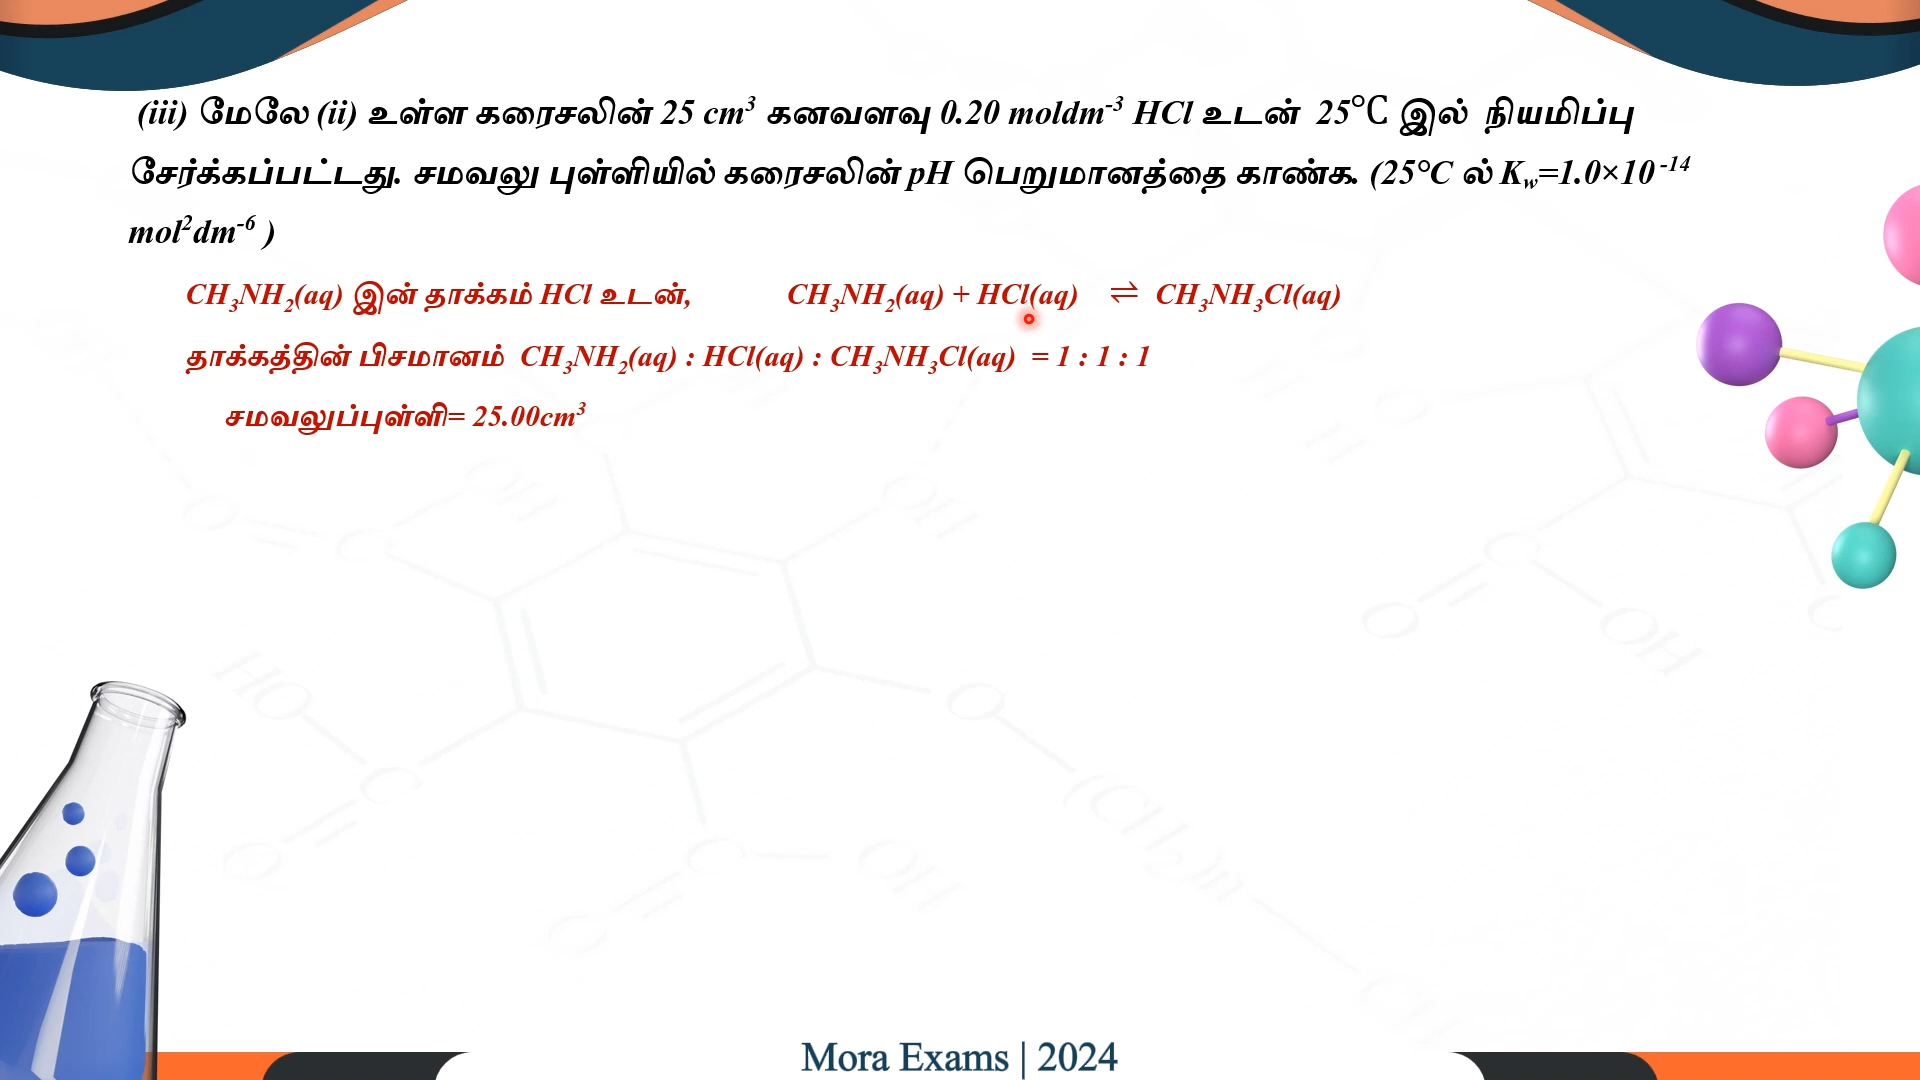 (iii) மேலே (ii) உள்ள கரைசலின் 25 cm³ கனவளவு 0.20 moldm⁻³ HCl உடன் 25℃ இல் நியமிப்பு
சேர்க்கப்பட்டது. சமவலு புள்ளியில் கரைசலின் pH பெறுமானத்தை காண்க. (25°C ல் Kw=1.0×10⁻¹⁴
mol²dm⁻⁶ )
CH₃NH₂(aq) இன் தாக்கம் HCl உடன், CH₃NH₂(aq) + HCl(aq) ⇌ CH₃NH₃Cl(aq)
தாக்கத்தின் பிசமானம் CH₃NH₂(aq) : HCl(aq) : CH₃NH₃Cl(aq) = 1 : 1 : 1
சமவலுப்புள்ளி= 25.00cm³
Mora Exams | 2024